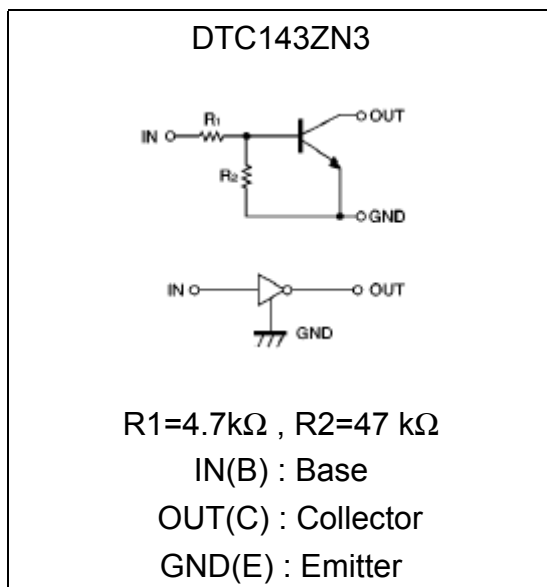 DTC143ZN3
R1
OUT
IN
R2
GND
IN
OUT
GND
R1=4.7kΩ , R2=47 kΩ
IN(B) : Base
OUT(C) : Collector
GND(E) : Emitter